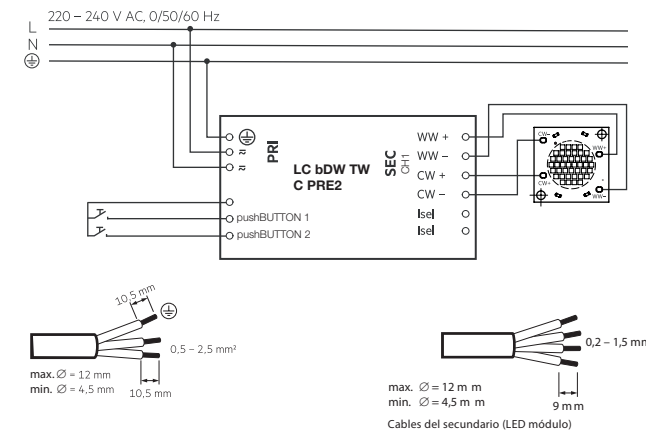 220 – 240 V AC, 0/50/60 Hz
L
N
PRI
LC bDW TW
C PRE2
SEC
CH1
WW +
WW –
CW +
CW –
Isel
Isel
≂
≂
pushBUTTON 1
pushBUTTON 2
CW–
WW+
CW+
WW–
10,5 mm
0,5 – 2,5 mm²
max. Ø = 12 mm
min. Ø = 4,5 mm
10,5 mm
0,2 – 1,5 mm
max. Ø = 12 m m
min. Ø = 4,5 m m
9 m m
Cables del secundario (LED módulo)